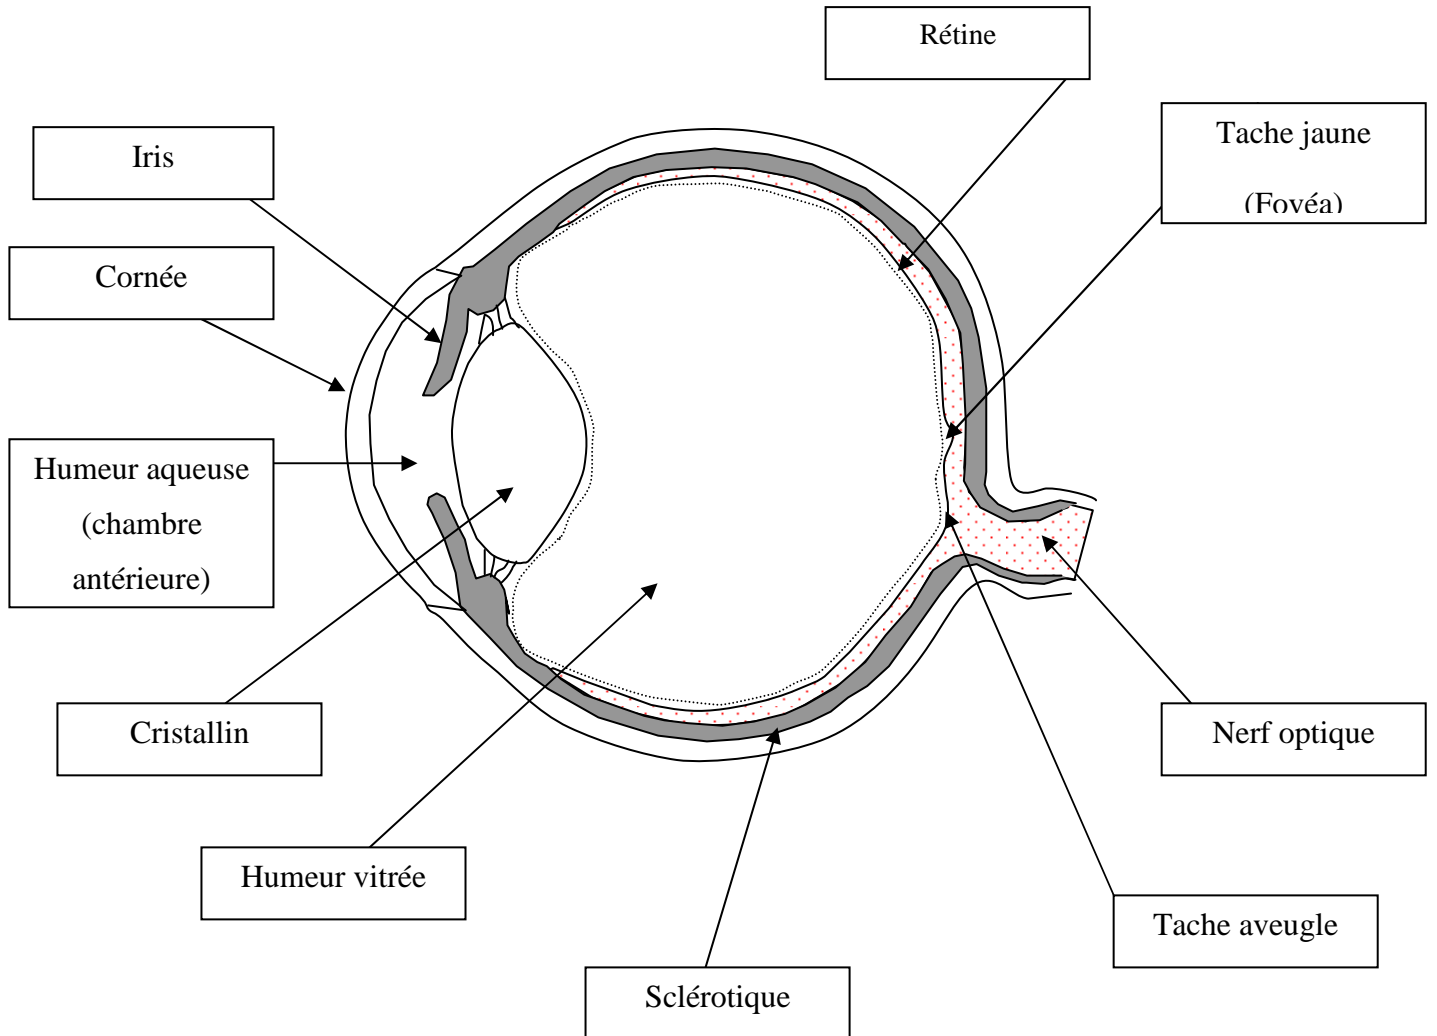 Rétine
Tache jaune
(Fovéa)
Iris
Cornée
Humeur aqueuse
(chambre
antérieure)
Cristallin
Nerf optique
Humeur vitrée
Tache aveugle
Sclérotique